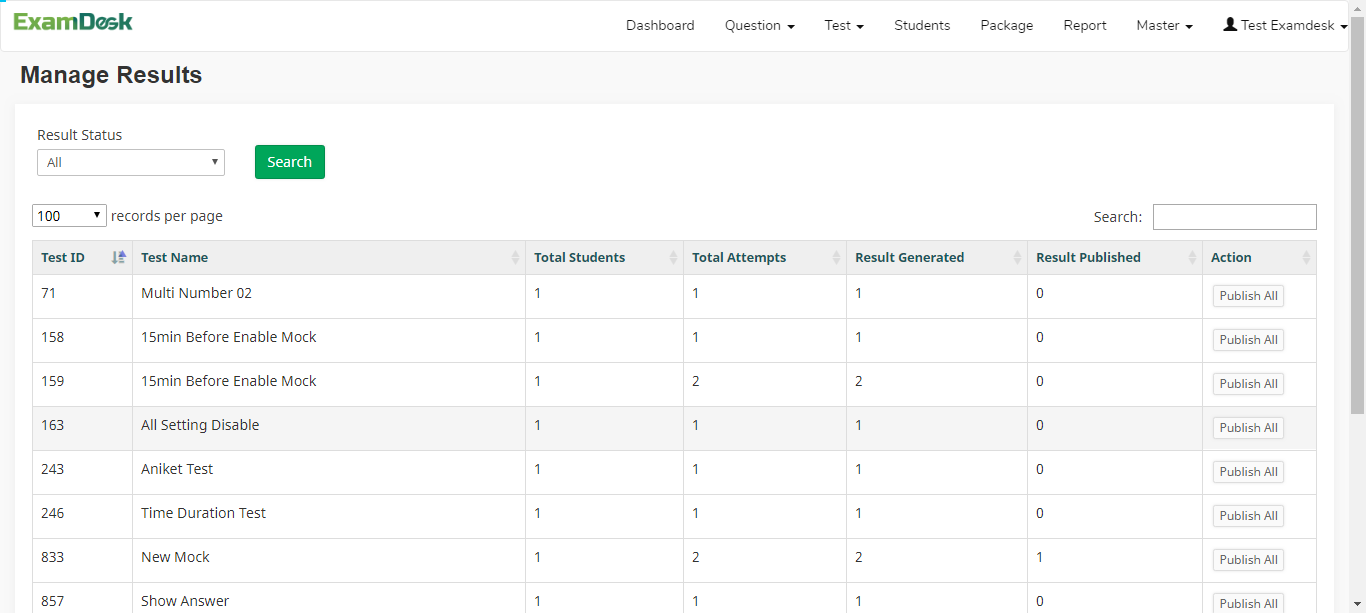 ExamDesk Dashboard Question Test Students Package Report Master Test Examdesk
Manage Results
Result Status
All Search
100 records per page Search:
Test ID Test Name Total Students Total Attempts Result Generated Result Published Action
71 Multi Number 02 1 1 1 0 Publish All
158 15min Before Enable Mock 1 1 1 0 Publish All
159 15min Before Enable Mock 1 2 2 0 Publish All
163 All Setting Disable 1 1 1 0 Publish All
243 Aniket Test 1 1 1 0 Publish All
246 Time Duration Test 1 1 1 0 Publish All
833 New Mock 1 2 2 1 Publish All
857 Show Answer 1 1 1 0 Publish All